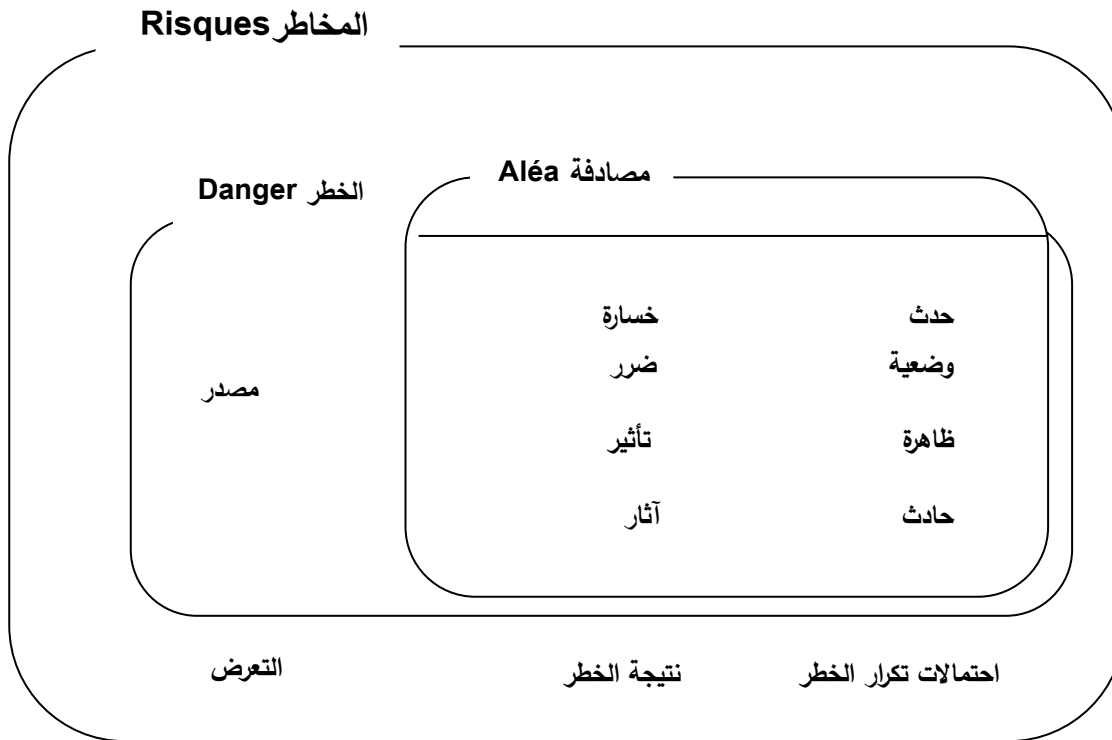 المخاطر Risques
مصادفة Aléa
الخطر Danger
حدث خسارة
وضعية ضرر
مصدر
ظاهرة تأثير
حادث آثار
احتمالات تكرار الخطر نتيجة الخطر التعرض